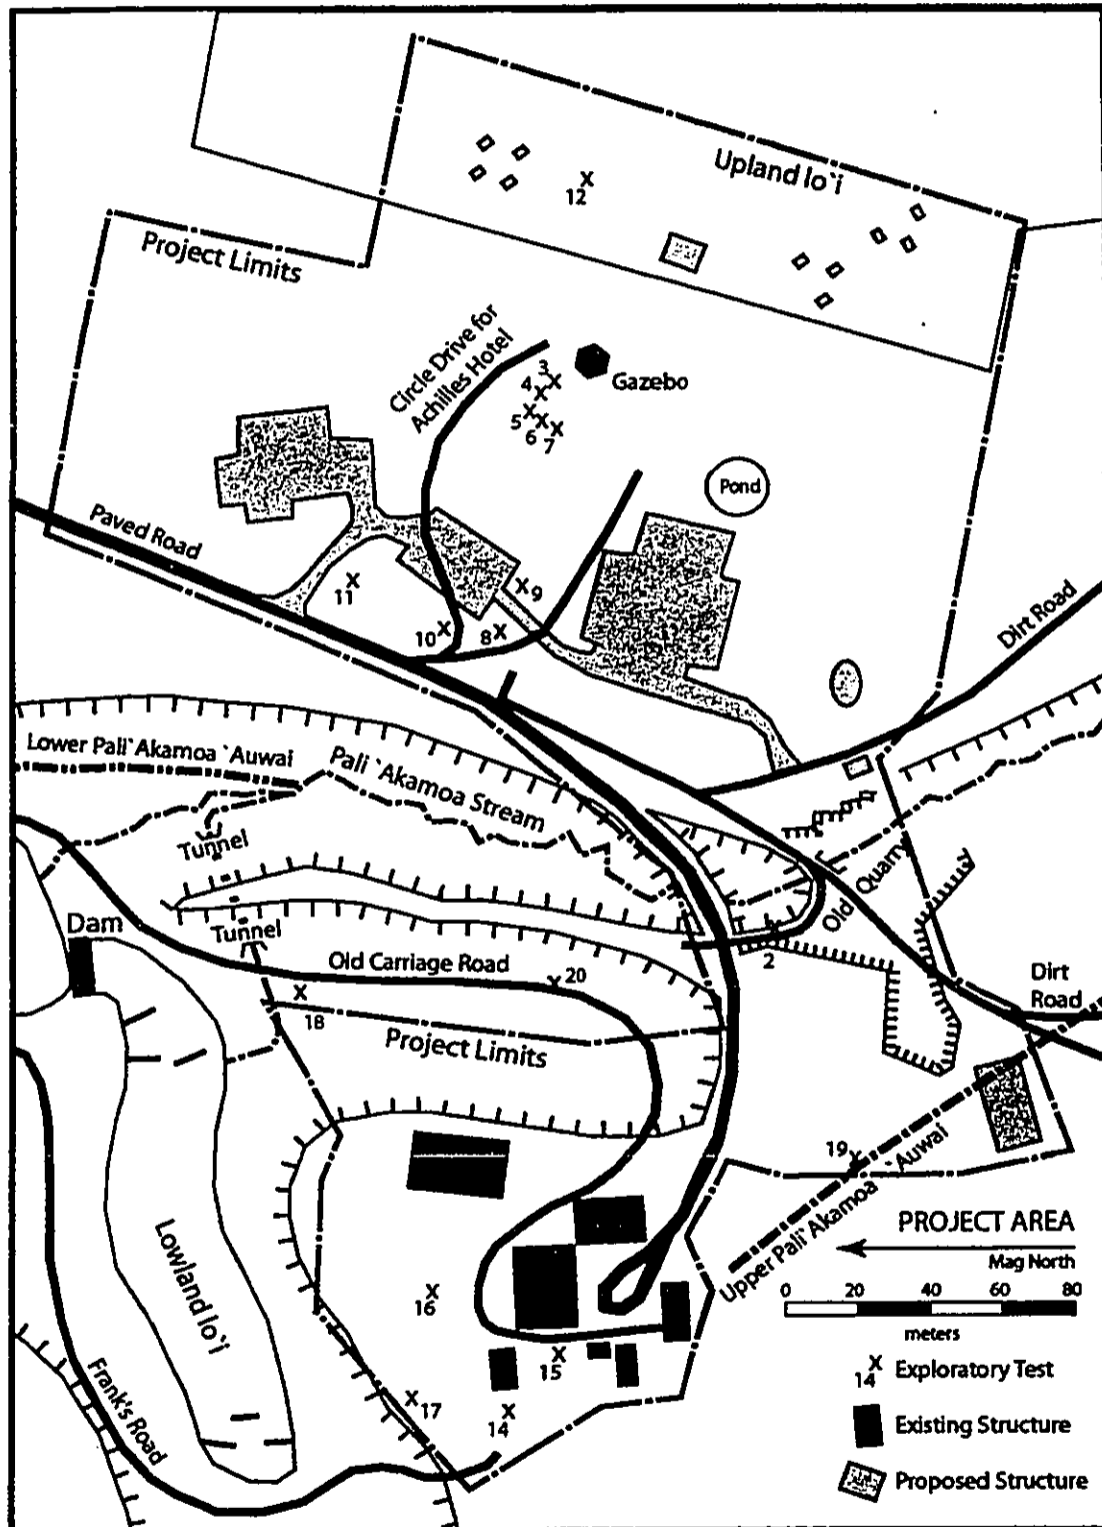 Upland lo`i
12
Project Limits
Circle Drive for
Achilles Hotel
3
4
Gazebo
5
6
7
Pond
Paved Road
11
9
10
8
Dirt Road
Lower Pali`Akamoa `Auwai
Pali `Akamoa Stream
Tunnel
Old Quarry
Dam
Tunnel
2
Old Carriage Road
20
Dirt
Road
18
Project Limits
19
Upper Pali`Akamoa `Auwai
PROJECT AREA
Mag North
0 20 40 60 80
meters
Lowland lo`i
16
15
14 Exploratory Test
Frank's Road
17
14
Existing Structure
Proposed Structure